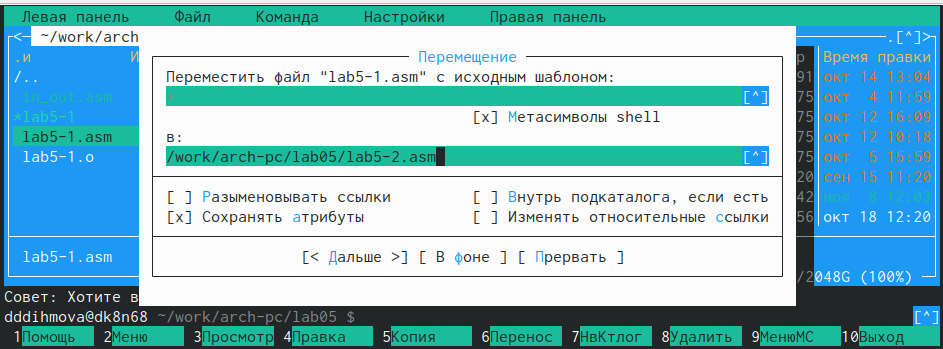 Левая панель Файл Команда Настройки Правая панель
<— ~/work/arch .[^]>
.и И р Время правки
/.. 91 окт 14 13:04
in_out.asm 75 окт 4 11:59
*lab5-1 75 окт 12 16:09
lab5-1.asm 75 окт 12 10:18
lab5-1.o 75 окт 5 15:59
20 сен 15 11:20
42 ноя 8 12:03
56 окт 18 12:20
Перемещение
Переместить файл "lab5-1.asm" с исходным шаблоном:
* [^]
[x] Метасимволы shell
в:
/work/arch-pc/lab05/lab5-2.asm [^]
[ ] Разыменовывать ссылки [ ] Внутрь подкаталога, если есть
[x] Сохранять атрибуты [ ] Изменять относительные ссылки
[< Дальше >] [ В фоне ] [ Прервать ]
lab5-1.asm
/2048G (100%)
Совет: Хотите в
dddihmova@dk8n68 ~/work/arch-pc/lab05 $ [^]
1Помощь 2Меню 3Просмотр 4Правка 5Копия 6Перенос 7НвКтлог 8Удалить 9МенюМС 10Выход